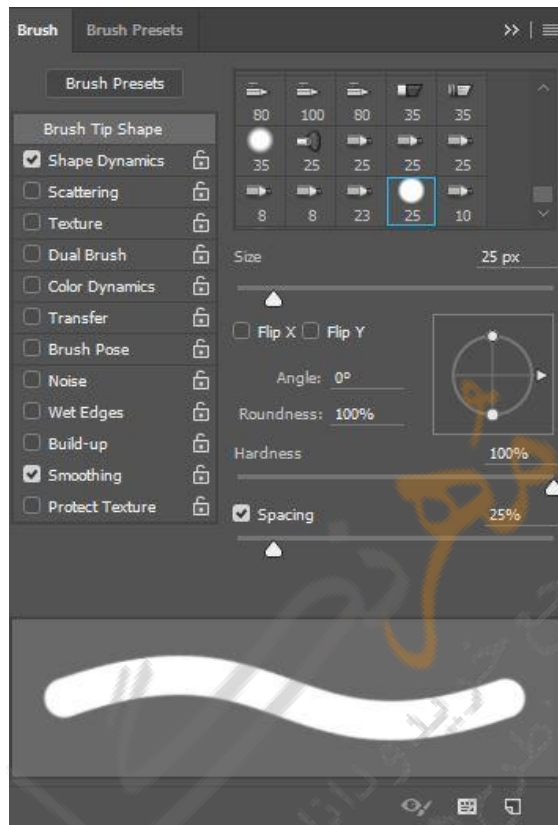 Brush Brush Presets
Brush Presets
80 100 80 35 35
Brush Tip Shape
35 25 25 25 25
Shape Dynamics
Scattering
8 8 23 25 10
Texture
Dual Brush
Size 25 px
Color Dynamics
Transfer
Flip X Flip Y
Brush Pose
Noise
Angle: 0º
Wet Edges
Roundness: 100%
Build-up
Hardness 100%
Smoothing
Protect Texture
Spacing 25%